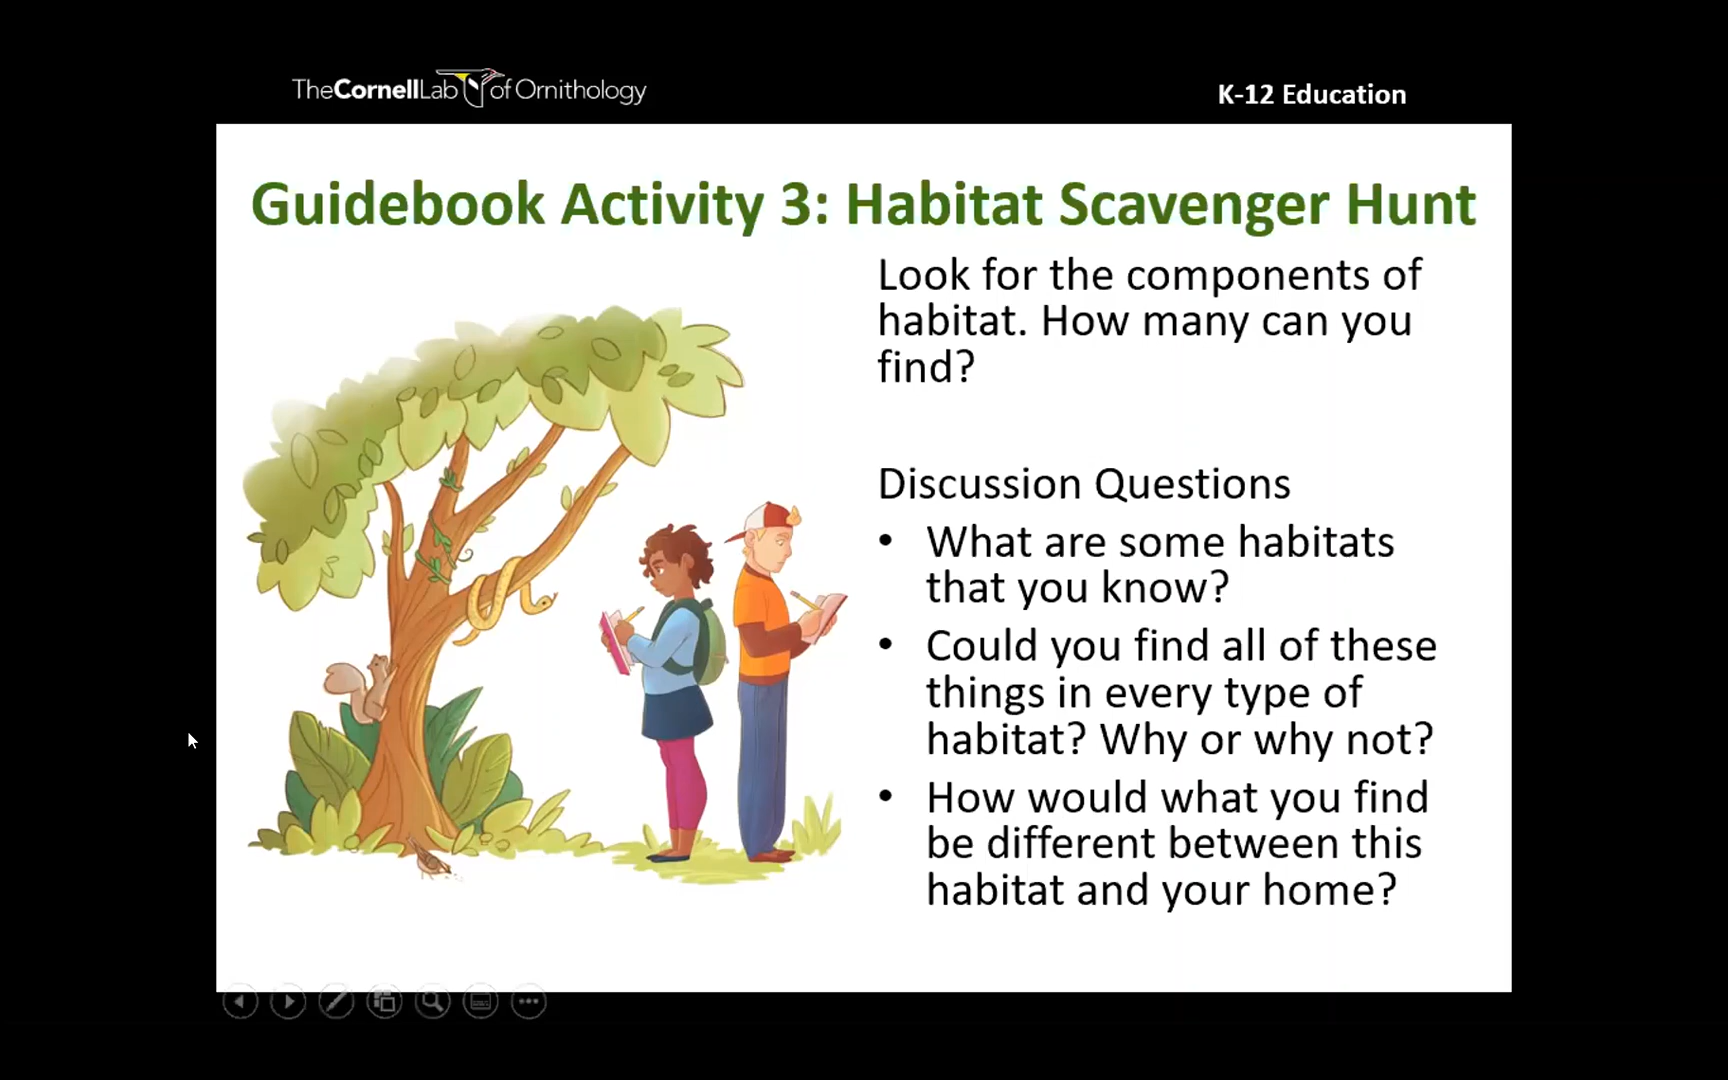 TheCornellLab of Ornithology
K-12 Education
Guidebook Activity 3: Habitat Scavenger Hunt
Look for the components of
habitat. How many can you
find?
Discussion Questions
• What are some habitats
that you know?
• Could you find all of these
things in every type of
habitat? Why or why not?
• How would what you find
be different between this
habitat and your home?